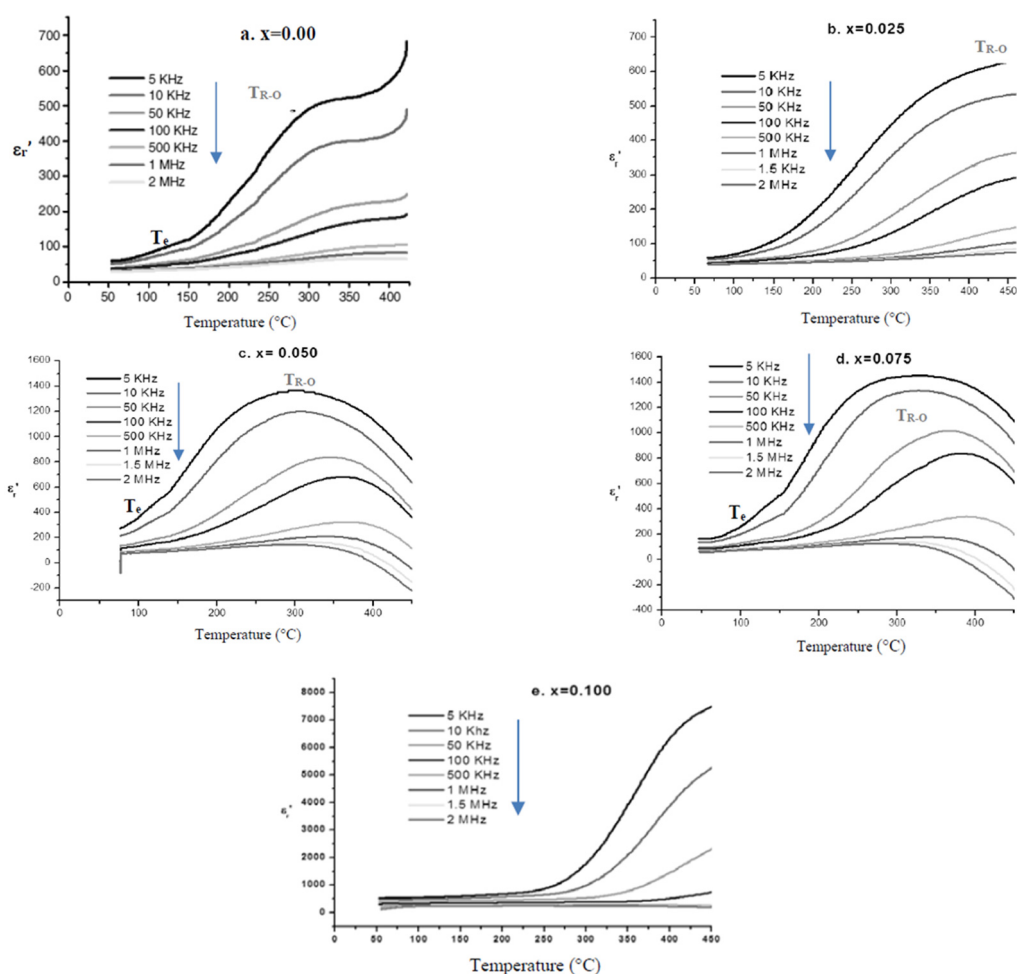 a. x=0.00
700
600
500
400
300
200
100
0
εr'
5 KHz
10 KHz
50 KHz
100 KHz
500 KHz
1 MHz
2 MHz
TR-O
Te
0 50 100 150 200 250 300 350 400
Temperature (°C)
b. x=0.025
700
600
500
400
300
200
100
0
εr'
5 KHz
10 KHz
50 KHz
100 KHz
500 KHz
1 MHz
1.5 KHz
2 MHz
TR-O
0 50 100 150 200 250 300 350 400 450
Temperature (°C)
c. x= 0.050
1600
1400
1200
1000
800
600
400
200
0
-200
εr'
5 KHz
10 KHz
50 KHz
100 KHz
500 KHz
1 MHz
1.5 MHz
2 MHz
TR-O
Te
0 50 100 150 200 250 300 350 400 450
Temperature (°C)
d. x=0.075
1600
1400
1200
1000
800
600
400
200
0
-200
-400
εr'
5 KHz
10 KHz
50 KHz
100 KHz
500 KHz
1 MHz
1.5 MHz
2 MHz
TR-O
Te
0 100 200 300 400
Temperature (°C)
e. x=0.100
8000
7000
6000
5000
4000
3000
2000
1000
0
εr'
5 KHz
10 Khz
50 KHz
100 KHz
500 KHz
1 MHz
1.5 MHz
2 MHz
0 50 100 150 200 250 300 350 400 450
Temperature (°C)